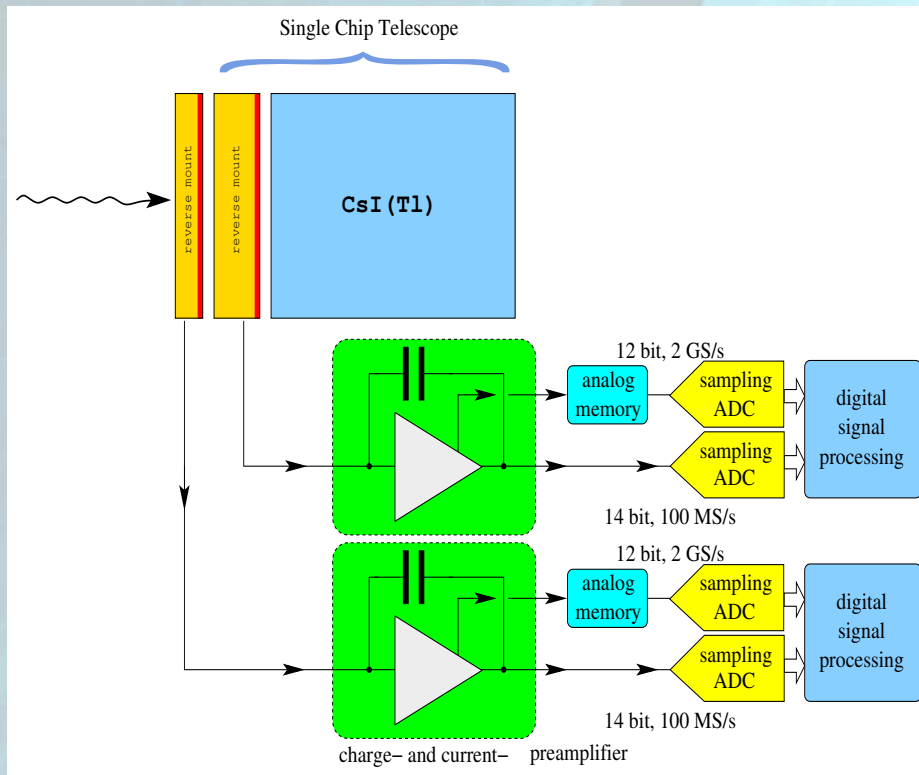 Single Chip Telescope
reverse mount
reverse mount
CsI(Tl)
12 bit, 2 GS/s
analog
memory
sampling
ADC
digital
signal
processing
sampling
ADC
14 bit, 100 MS/s
12 bit, 2 GS/s
analog
memory
sampling
ADC
digital
signal
processing
sampling
ADC
14 bit, 100 MS/s
charge- and current- preamplifier